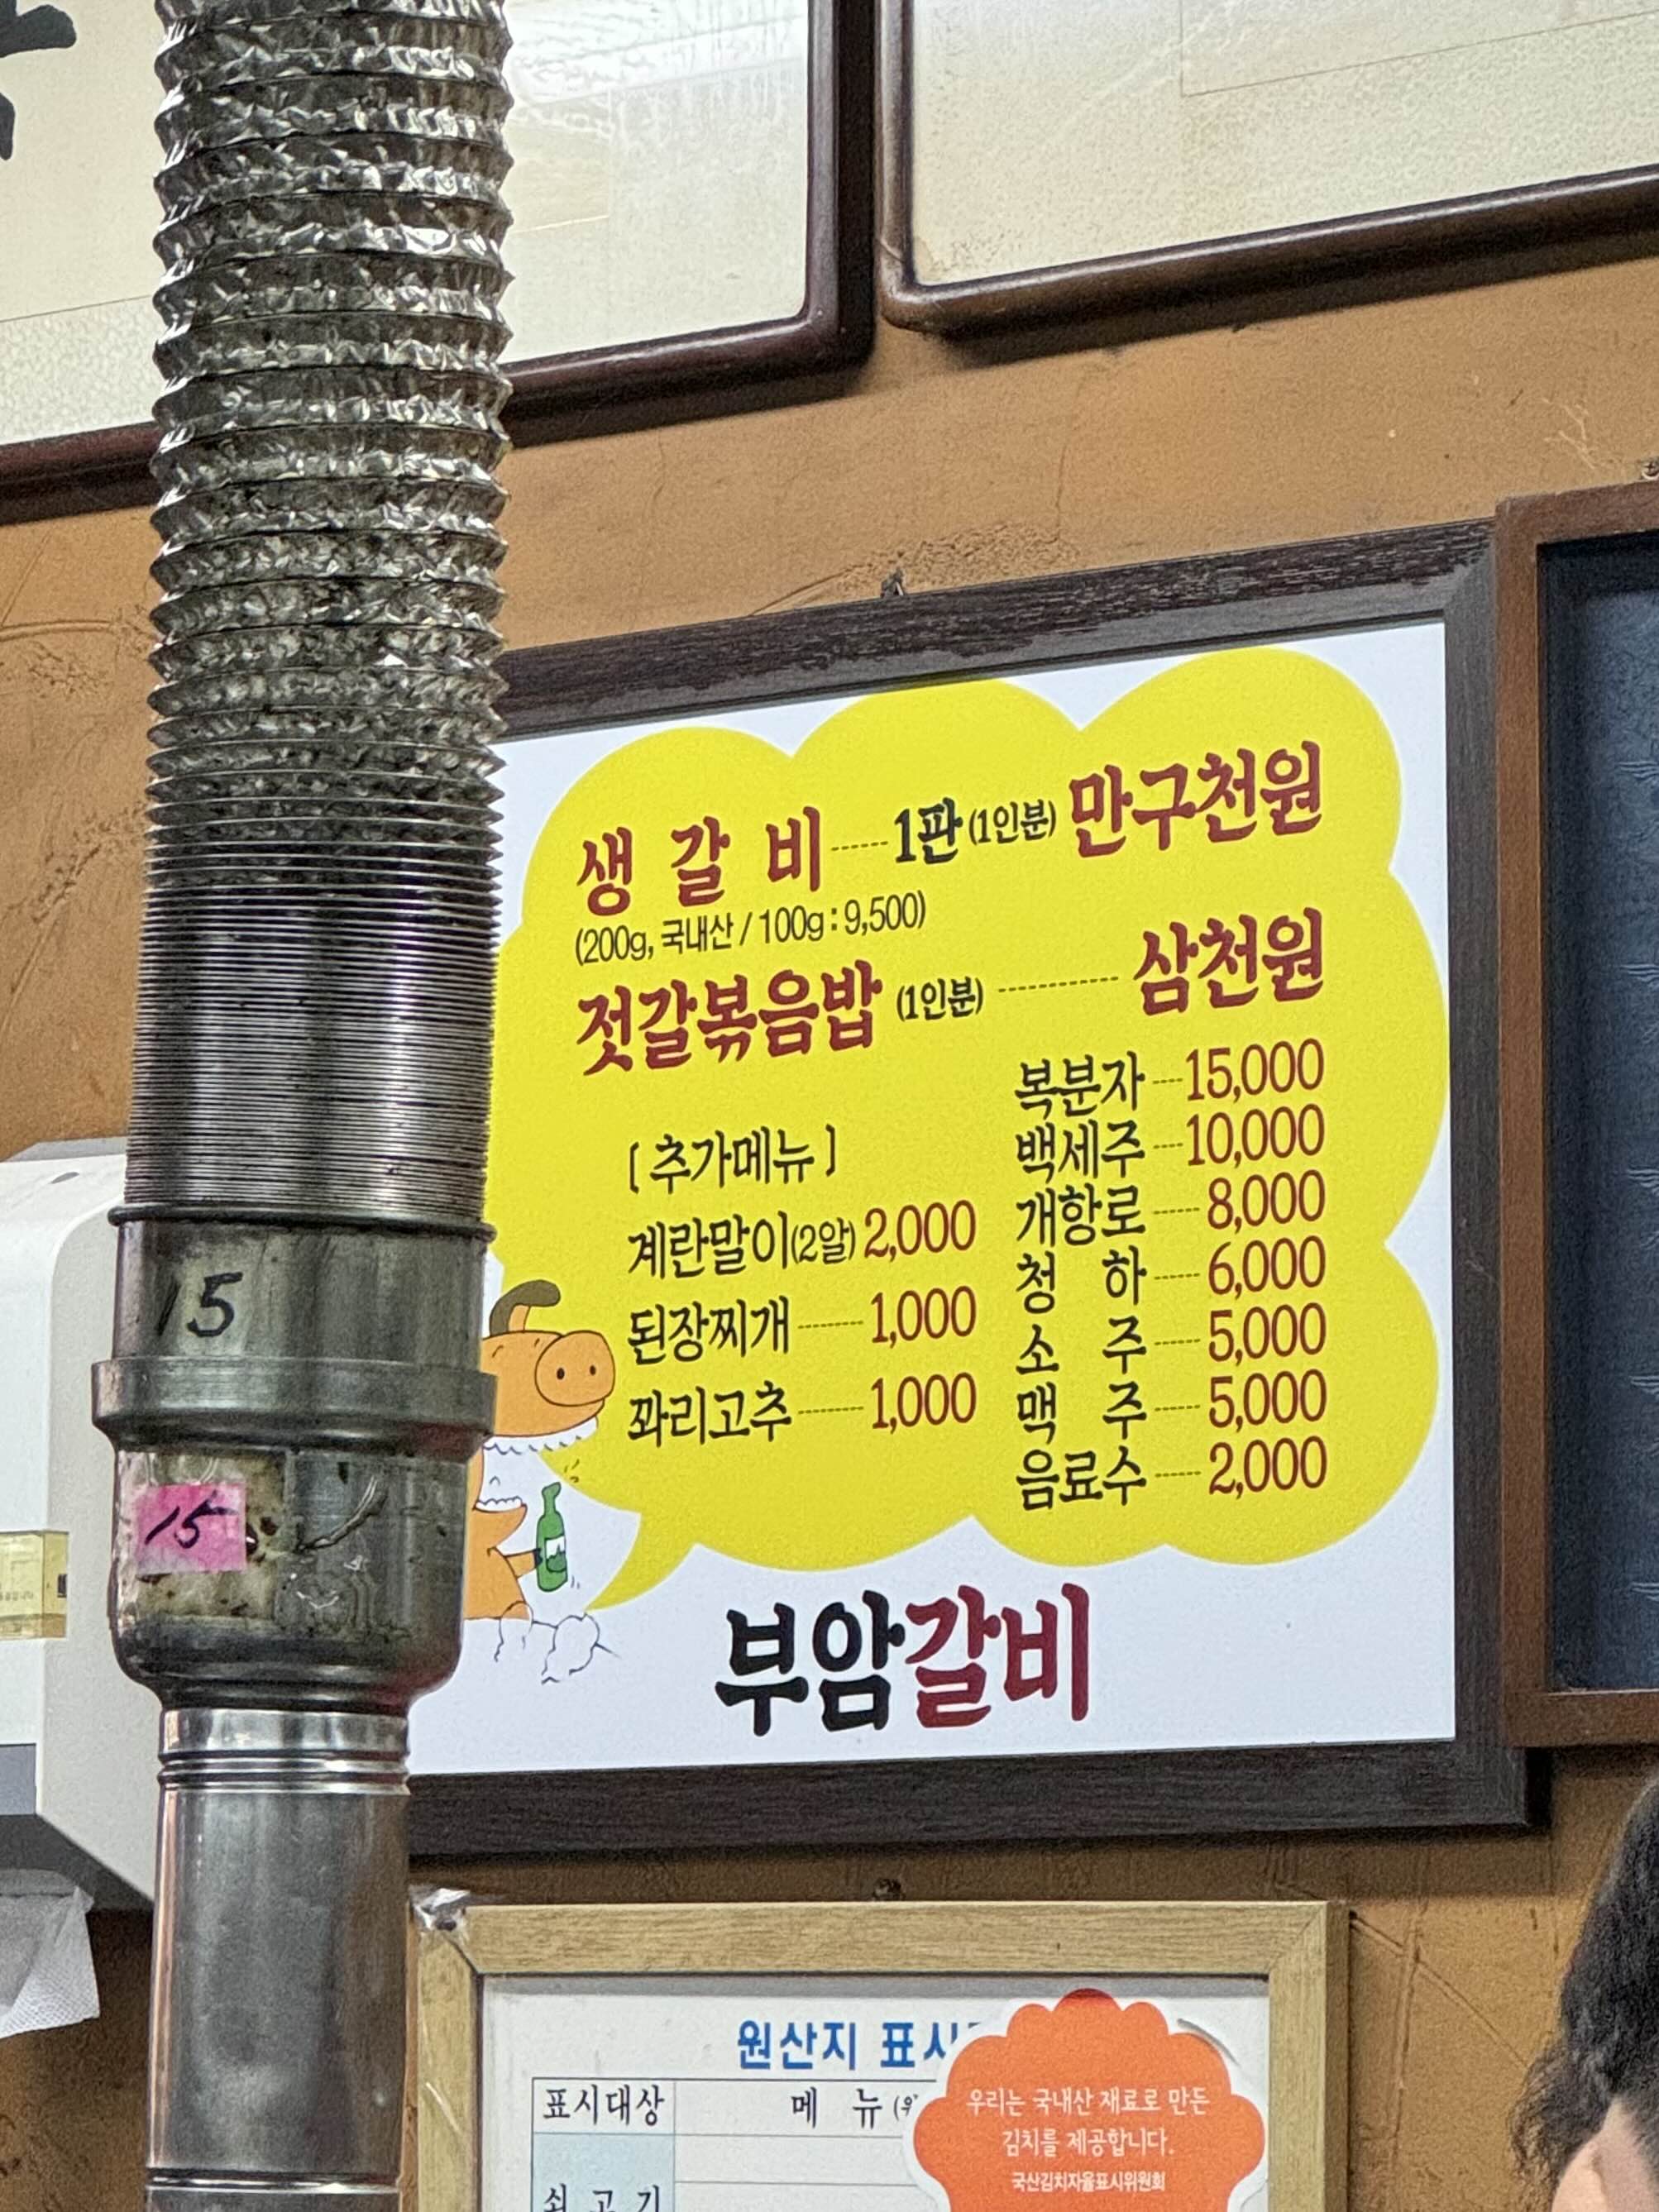 생 갈 비 1판 (1인분) 만구천원
(200g, 국내산 / 100g : 9,500)
젓갈볶음밥 (1인분) 삼천원
[ 추가메뉴 ]
계란말이(2알) 2,000
된장찌개 1,000
꽈리고추 1,000
복분자 15,000
백세주 10,000
개항로 8,000
청 하 6,000
소 주 5,000
맥 주 5,000
음료수 2,000
부암갈비
15
15
원산지 표시
표시대상 메 뉴
쇠 고 기
우리는 국내산 재료로 만든
김치를 제공합니다.
국산김치자율표시위원회